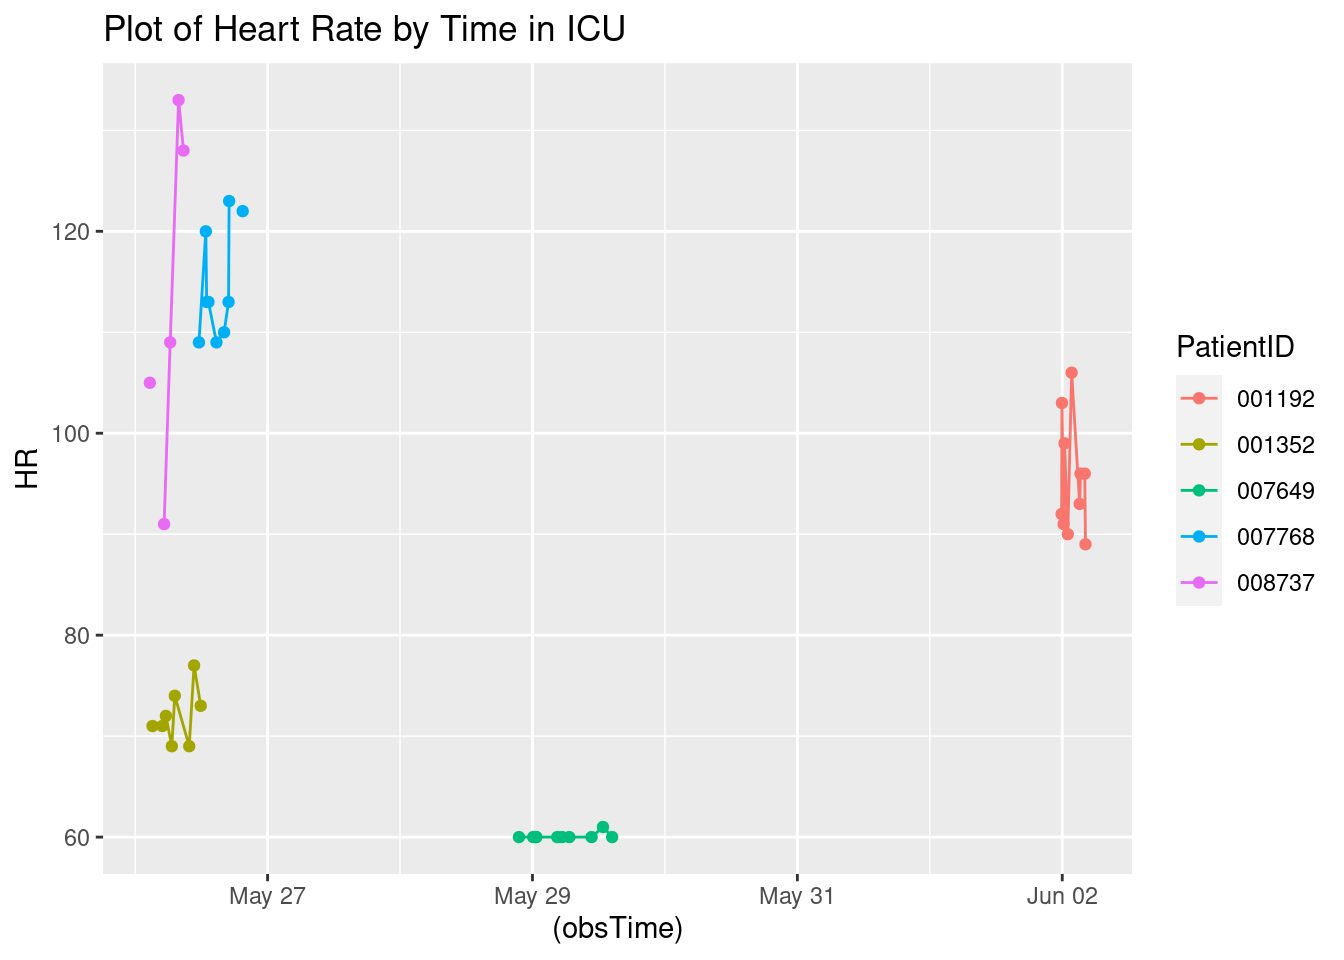 Plot of Heart Rate by Time in ICU
120
100
80
60
HR
May 27
May 29
May 31
Jun 02
(obsTime)
PatientID
001192
001352
007649
007768
008737